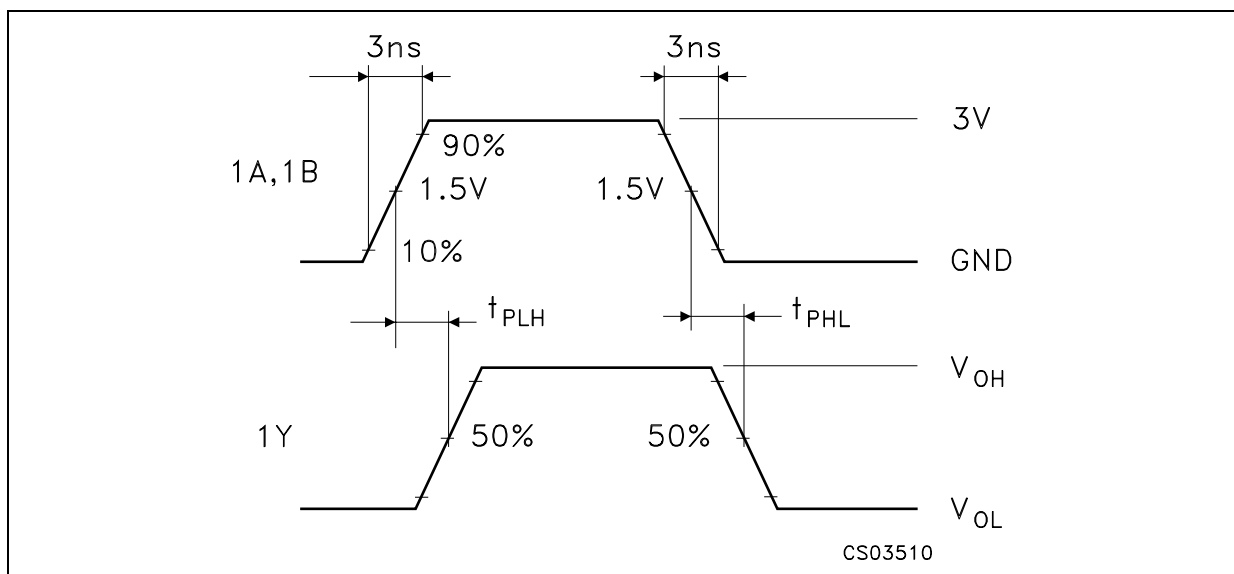 3ns 3ns
3V
90%
1A,1B 1.5V 1.5V
10%
GND
tPLH tPHL
VOH
1Y 50% 50%
VOL
CS03510